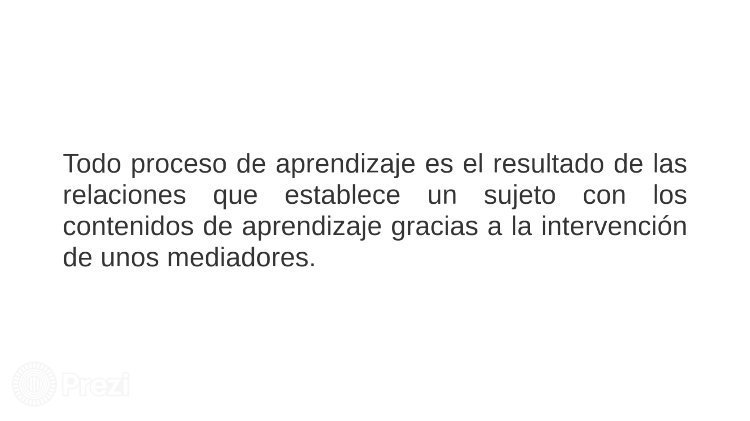 Todo proceso de aprendizaje es el resultado de las
relaciones que establece un sujeto con los
contenidos de aprendizaje gracias a la intervención
de unos mediadores.
Prezi